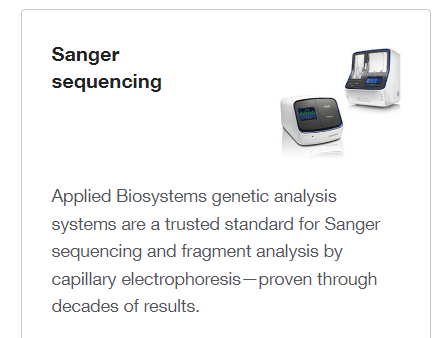 Sanger
sequencing
Applied Biosystems genetic analysis
systems are a trusted standard for Sanger
sequencing and fragment analysis by
capillary electrophoresis—proven through
decades of results.